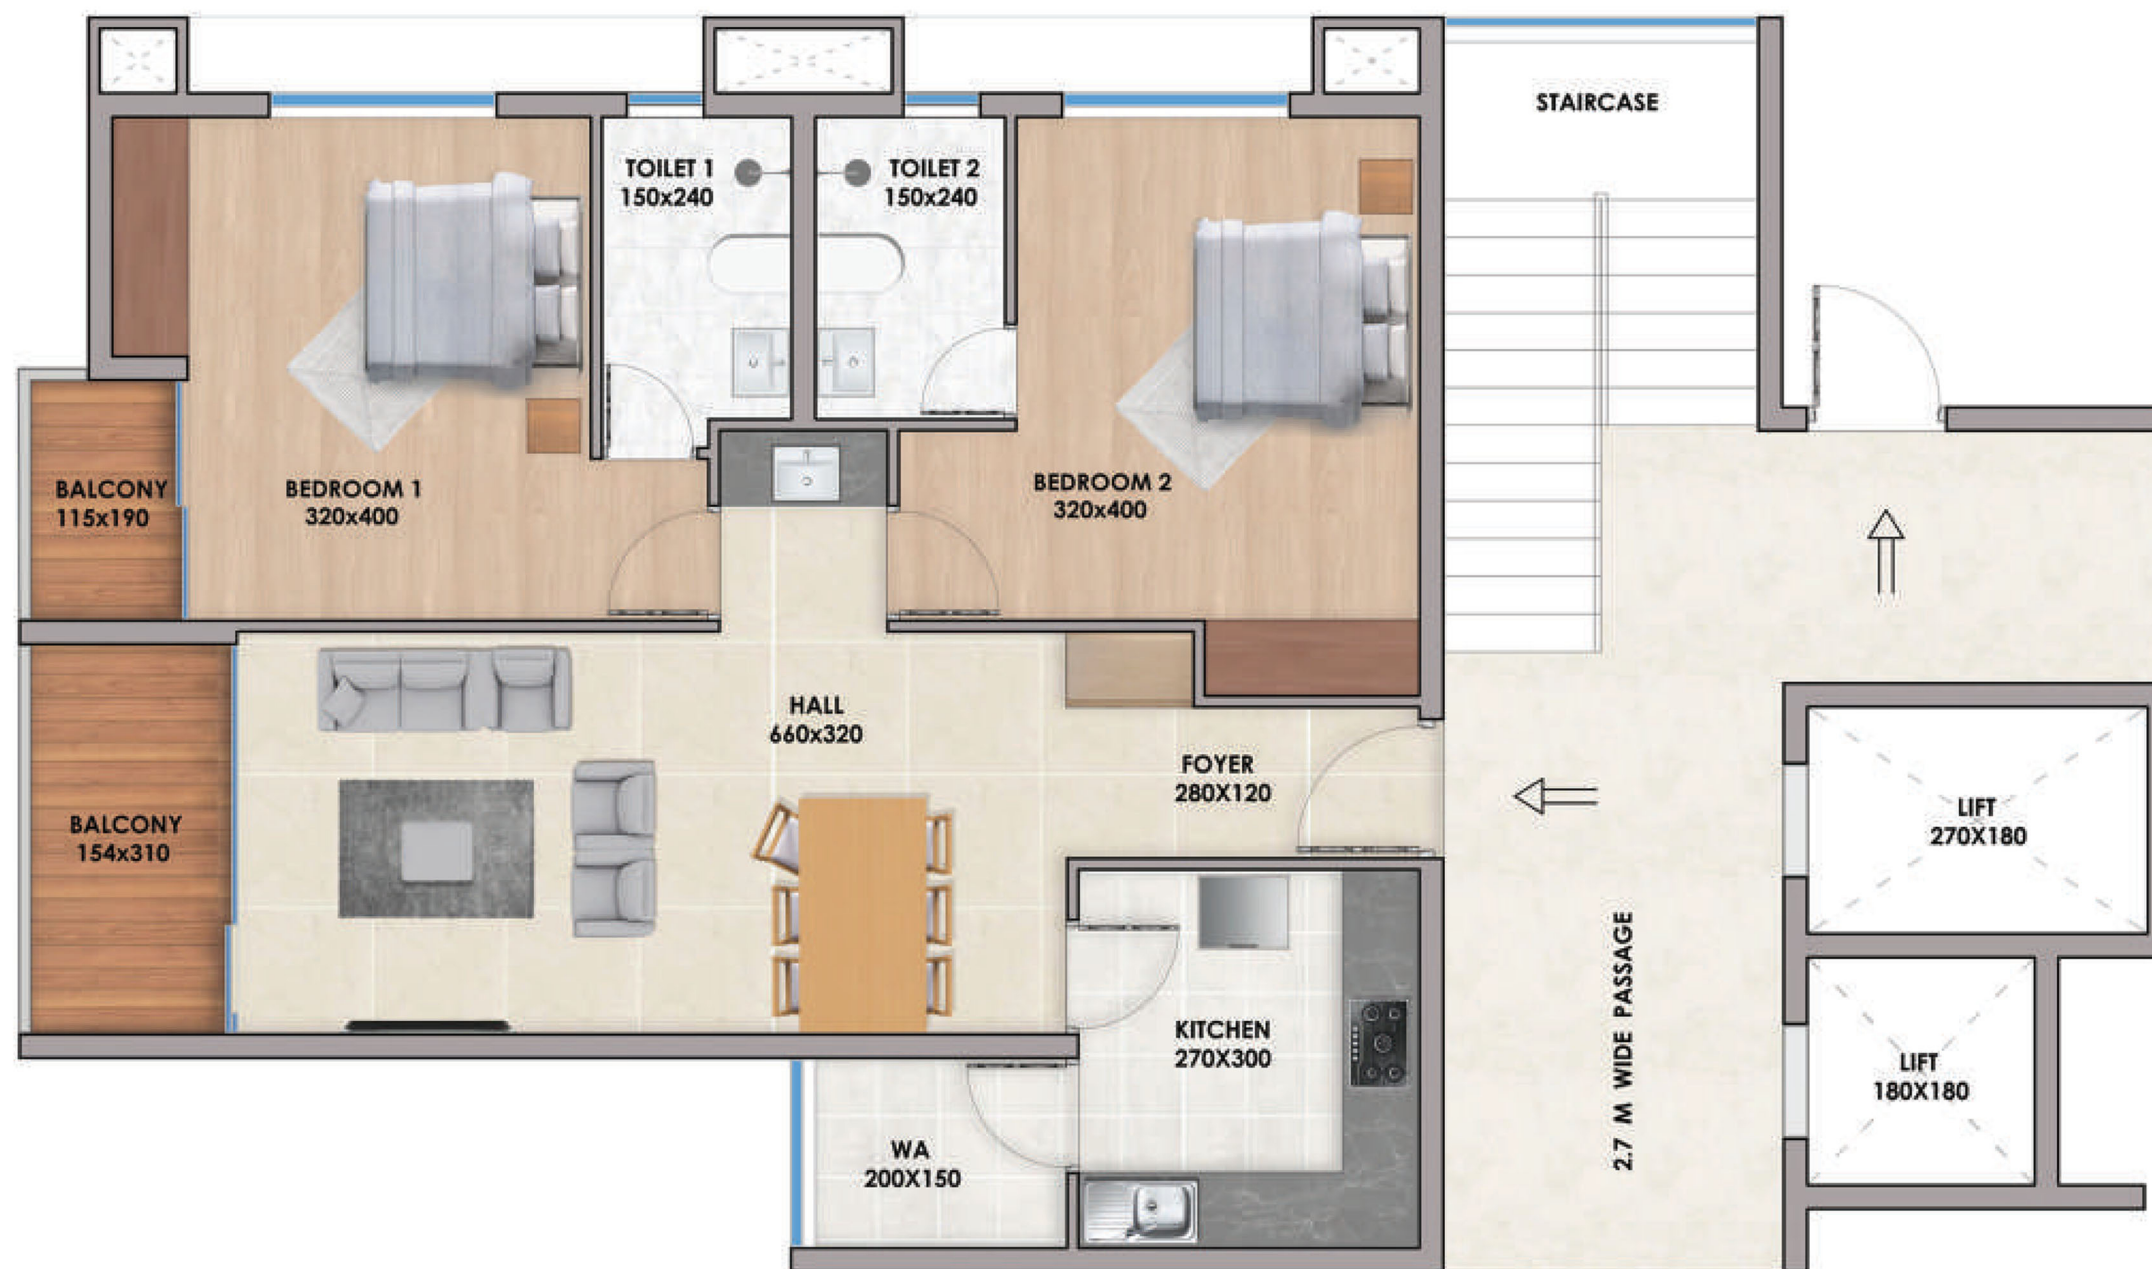 STAIRCASE
TOILET 1
150x240
TOILET 2
150x240
BALCONY
115x190
BEDROOM 1
320x400
BEDROOM 2
320x400
HALL
660x320
FOYER
280X120
BALCONY
154x310
LIFT
270X180
KITCHEN
270X300
2.7 M WIDE PASSAGE
LIFT
180X180
WA
200X150